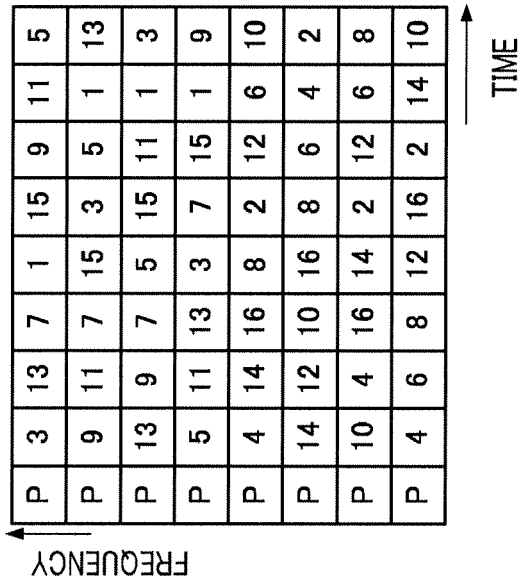 FREQUENCY
P 3 13 7 1 15 9 11 5
P 9 11 7 15 3 5 1 13
P 13 9 7 5 15 11 1 3
P 5 11 13 3 7 15 1 9
P 4 14 16 8 2 12 6 10
P 14 12 10 16 8 6 4 2
P 10 4 16 14 2 12 6 8
P 4 6 8 12 16 2 14 10
TIME